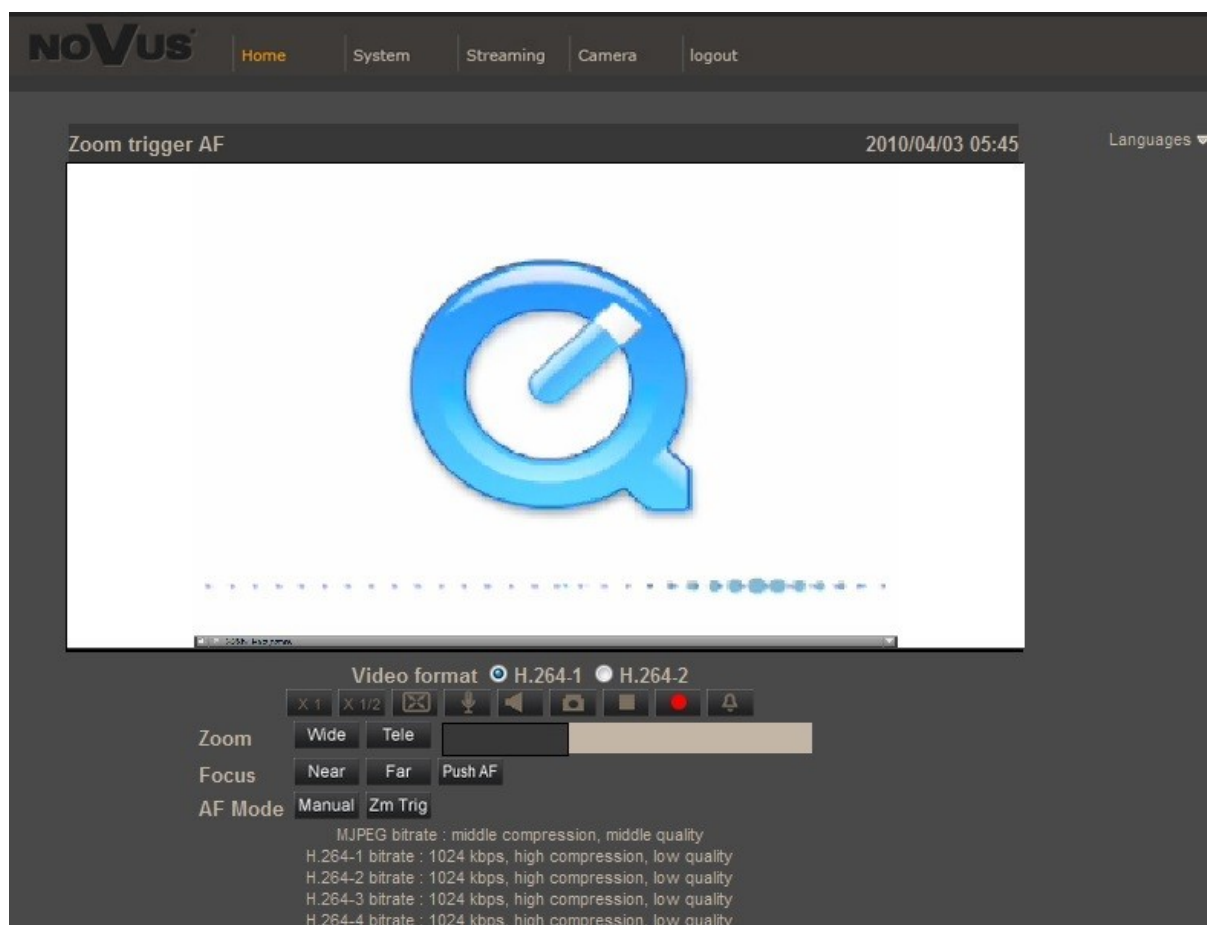 NOVUS
Home System Streaming Camera logout
Zoom trigger AF 2010/04/03 05:45 Languages
Video format H.264-1 H.264-2
X 1 X 1/2
Zoom Wide Tele
Focus Near Far Push AF
AF Mode Manual Zm Trig
MJPEG bitrate : middle compression, middle quality
H.264-1 bitrate : 1024 kbps, high compression, low quality
H.264-2 bitrate : 1024 kbps, high compression, low quality
H.264-3 bitrate : 1024 kbps, high compression, low quality
H.264-4 bitrate : 1024 kbps, high compression, low quality